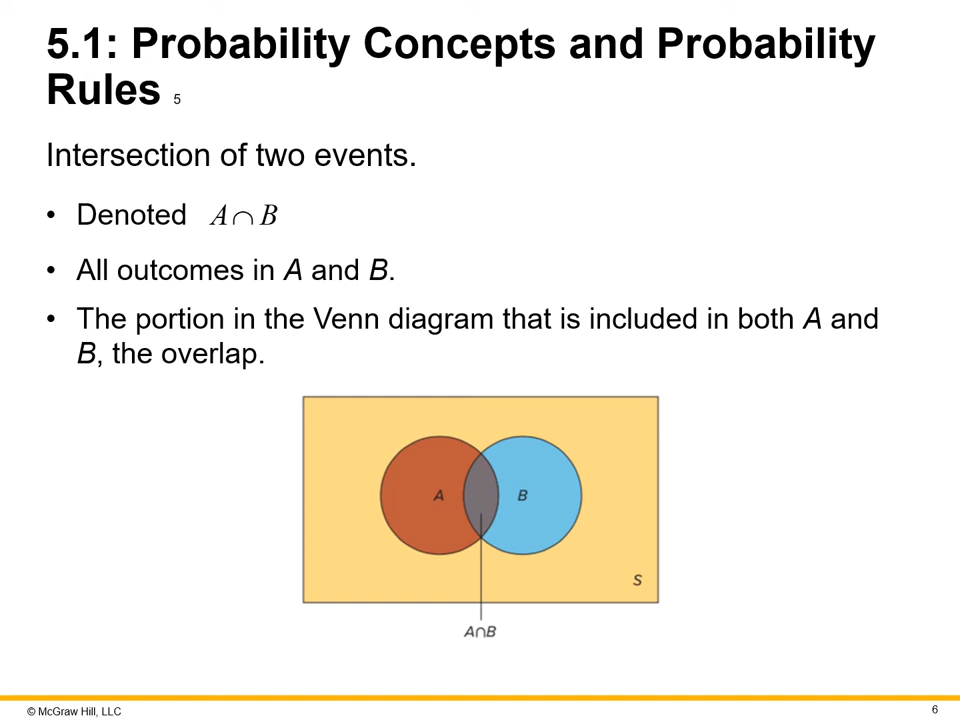 5.1: Probability Concepts and Probability
Rules 5
Intersection of two events.
• Denoted A∩B
• All outcomes in A and B.
• The portion in the Venn diagram that is included in both A and
B, the overlap.
A B
S
A∩B
© McGraw Hill, LLC 6